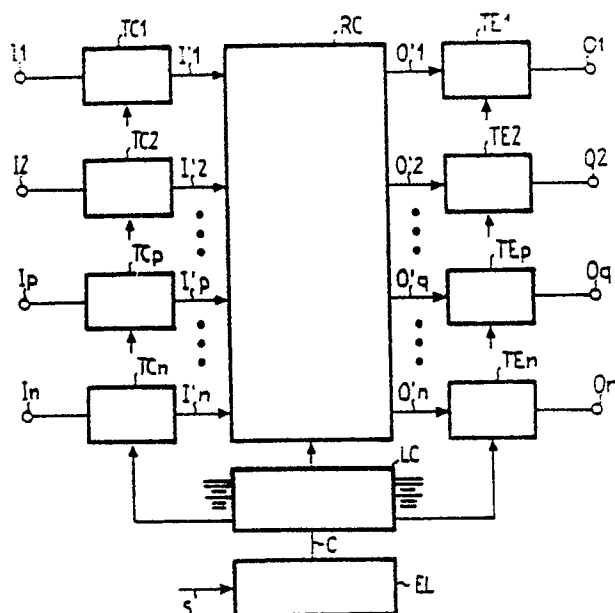 TC1 RC TE1
I1 I'1 O'1 O1
TC2 TE2
I2 I'2 O'2 O2
TCp TEp
Ip I'p O'q Oq
TCn TEn
In I'n O'n On
LC
C
S EL